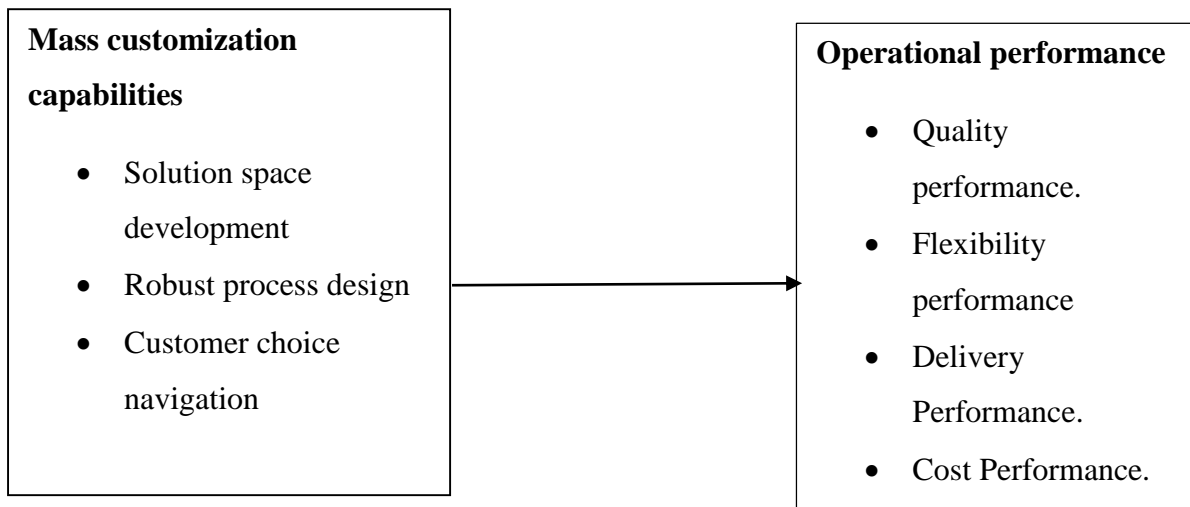 Mass customization
capabilities
• Solution space
development
• Robust process design
• Customer choice
navigation
Operational performance
• Quality
performance.
• Flexibility
performance
• Delivery
Performance.
• Cost Performance.